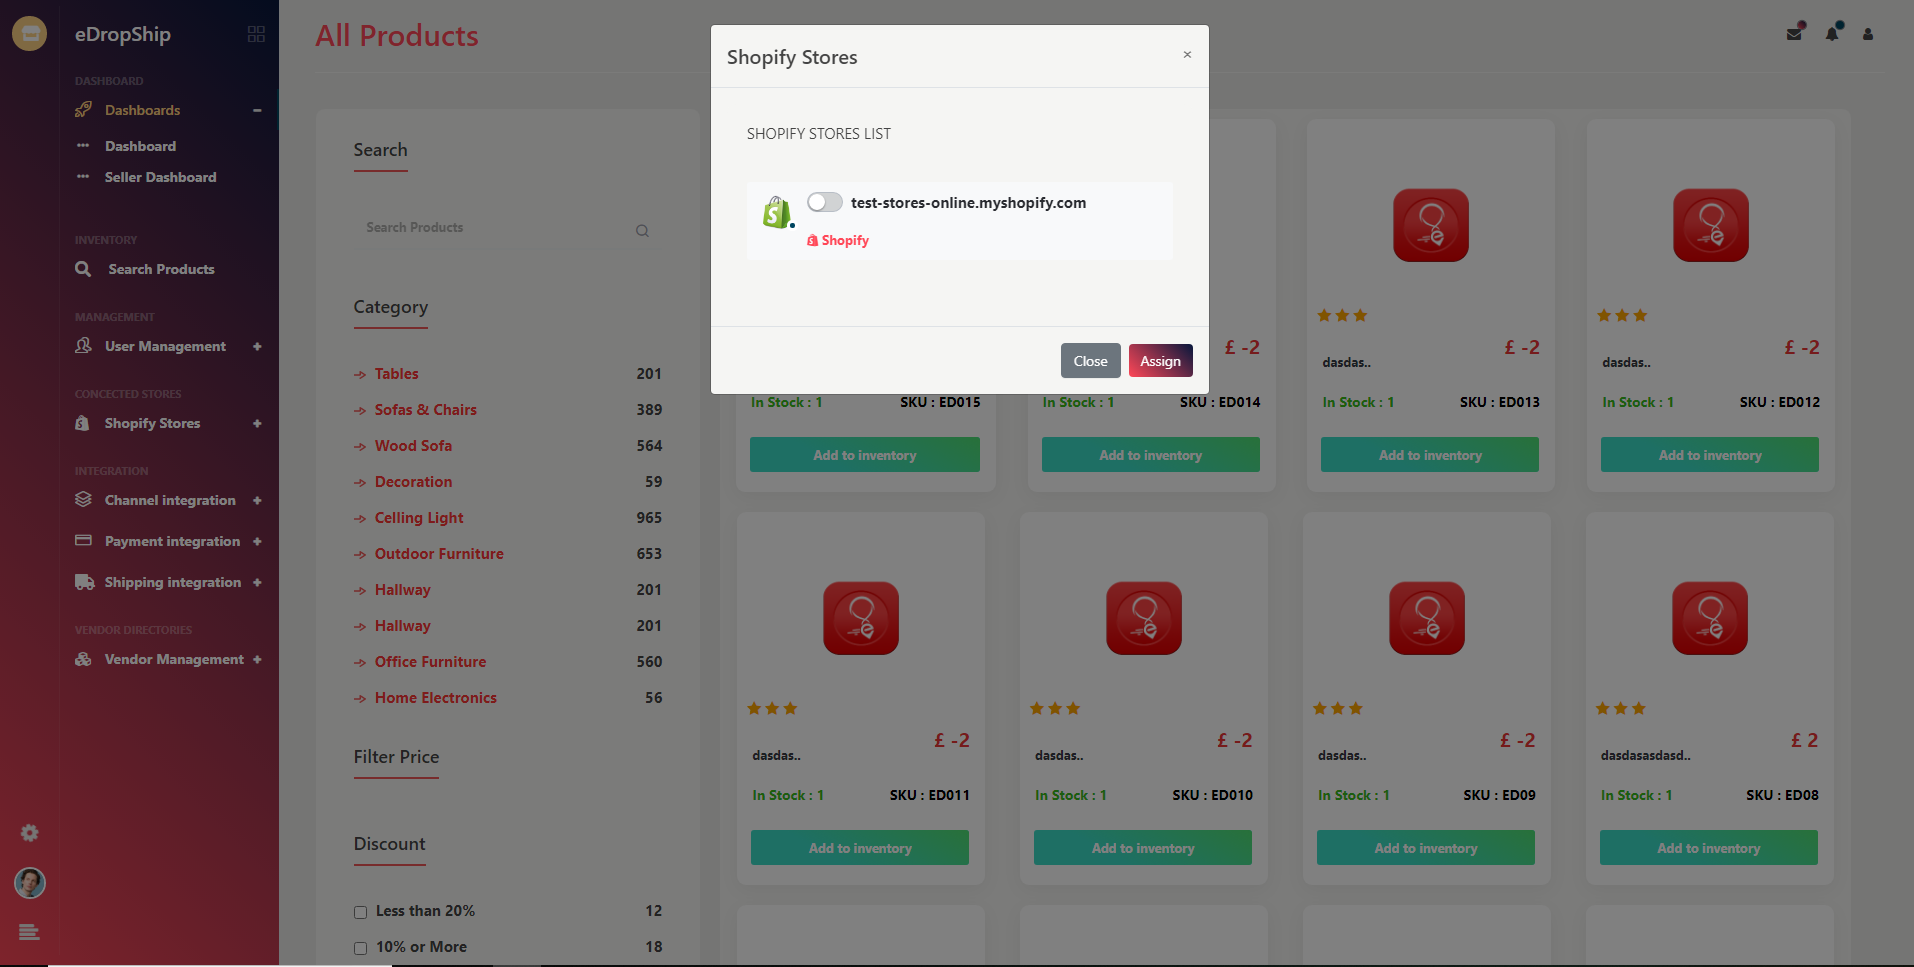 eDropShip
DASHBOARD
Dashboards
Dashboard
Seller Dashboard
INVENTORY
Search Products
MANAGEMENT
User Management
CONCECTED STORES
Shopify Stores
INTEGRATION
Channel integration
Payment integration
Shipping integration
VENDOR DIRECTORIES
Vendor Management
All Products
Search
Search Products
Category
Tables 201
Sofas & Chairs 389
Wood Sofa 564
Decoration 59
Celling Light 965
Outdoor Furniture 653
Hallway 201
Hallway 201
Office Furniture 560
Home Electronics 56
Filter Price
Discount
Less than 20% 12
10% or More 18
Shopify Stores ×
SHOPIFY STORES LIST
test-stores-online.myshopify.com
Shopify
Close Assign
£ -2 £ -2 £ -2
dasdas.. dasdas..
In Stock : 1 SKU : ED015 In Stock : 1 SKU : ED014 In Stock : 1 SKU : ED013 In Stock : 1 SKU : ED012
Add to inventory Add to inventory Add to inventory Add to inventory
£ -2 £ -2 £ -2 £ 2
dasdas.. dasdas.. dasdas.. dasdasasdasd..
In Stock : 1 SKU : ED011 In Stock : 1 SKU : ED010 In Stock : 1 SKU : ED09 In Stock : 1 SKU : ED08
Add to inventory Add to inventory Add to inventory Add to inventory